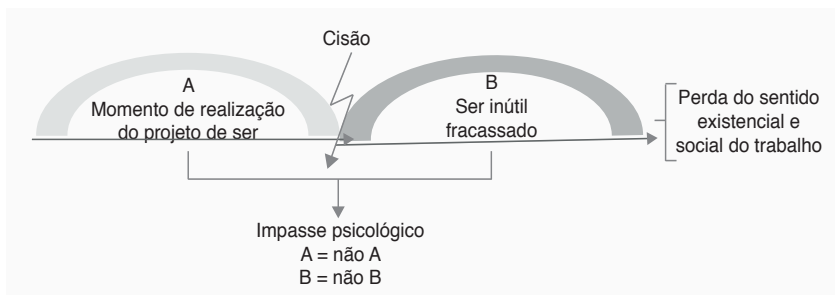 Cisão
A
Momento de realização
do projeto de ser
B
Ser inútil
fracassado
Perda do sentido
existencial e
social do trabalho
Impasse psicológico
A = não A
B = não B